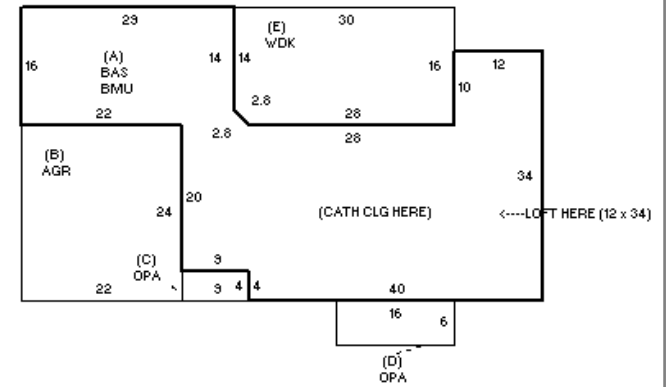 29
30
(E)
WDK
16
(A)
BAS
BMU
14
14
16
12
10
2.8
22
28
2.8
28
(B)
AGR
34
20
24
(CATH CLG HERE)
<----LOFT HERE (12 x 34)
(C)
OPA
9
22
9
4
4
40
16
6
(D)
OPA